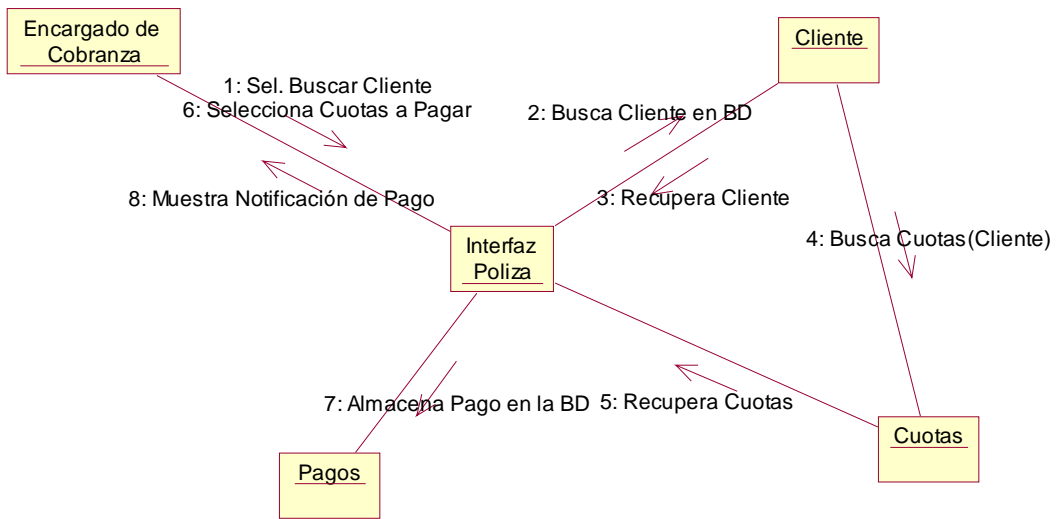 Encargado de
Cobranza
Cliente
1: Sel. Buscar Cliente
6: Selecciona Cuotas a Pagar
2: Busca Cliente en BD
8: Muestra Notificación de Pago
3: Recupera Cliente
4: Busca Cuotas(Cliente)
Interfaz
Poliza
7: Almacena Pago en la BD
5: Recupera Cuotas
Cuotas
Pagos